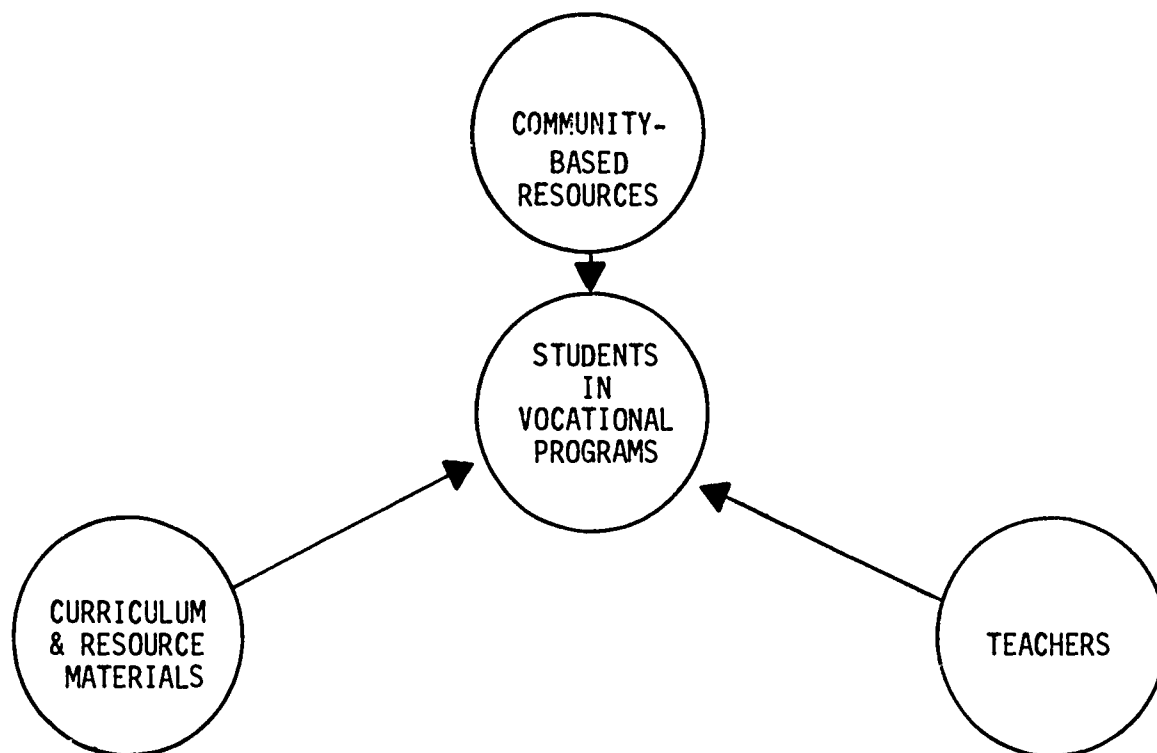 COMMUNITY-
BASED
RESOURCES
STUDENTS
IN
VOCATIONAL
PROGRAMS
CURRICULUM
& RESOURCE
MATERIALS
TEACHERS